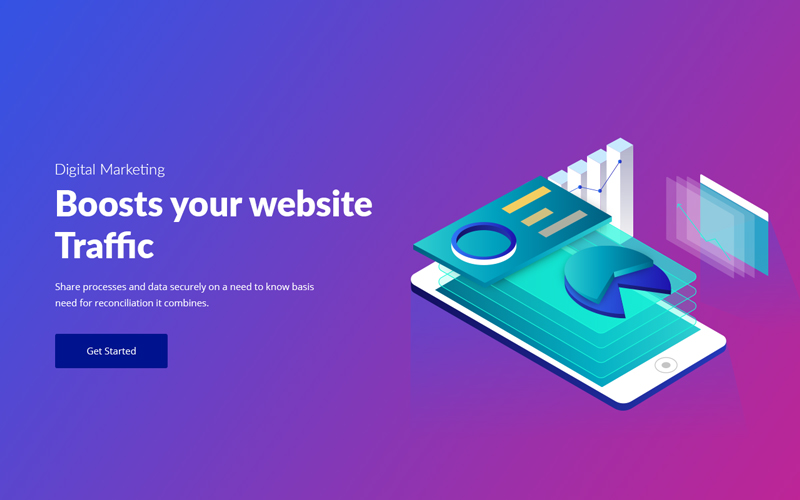 Digital Marketing
Boosts your website
Traffic
Share processes and data securely on a need to know basis
need for reconciliation it combines.
Get Started